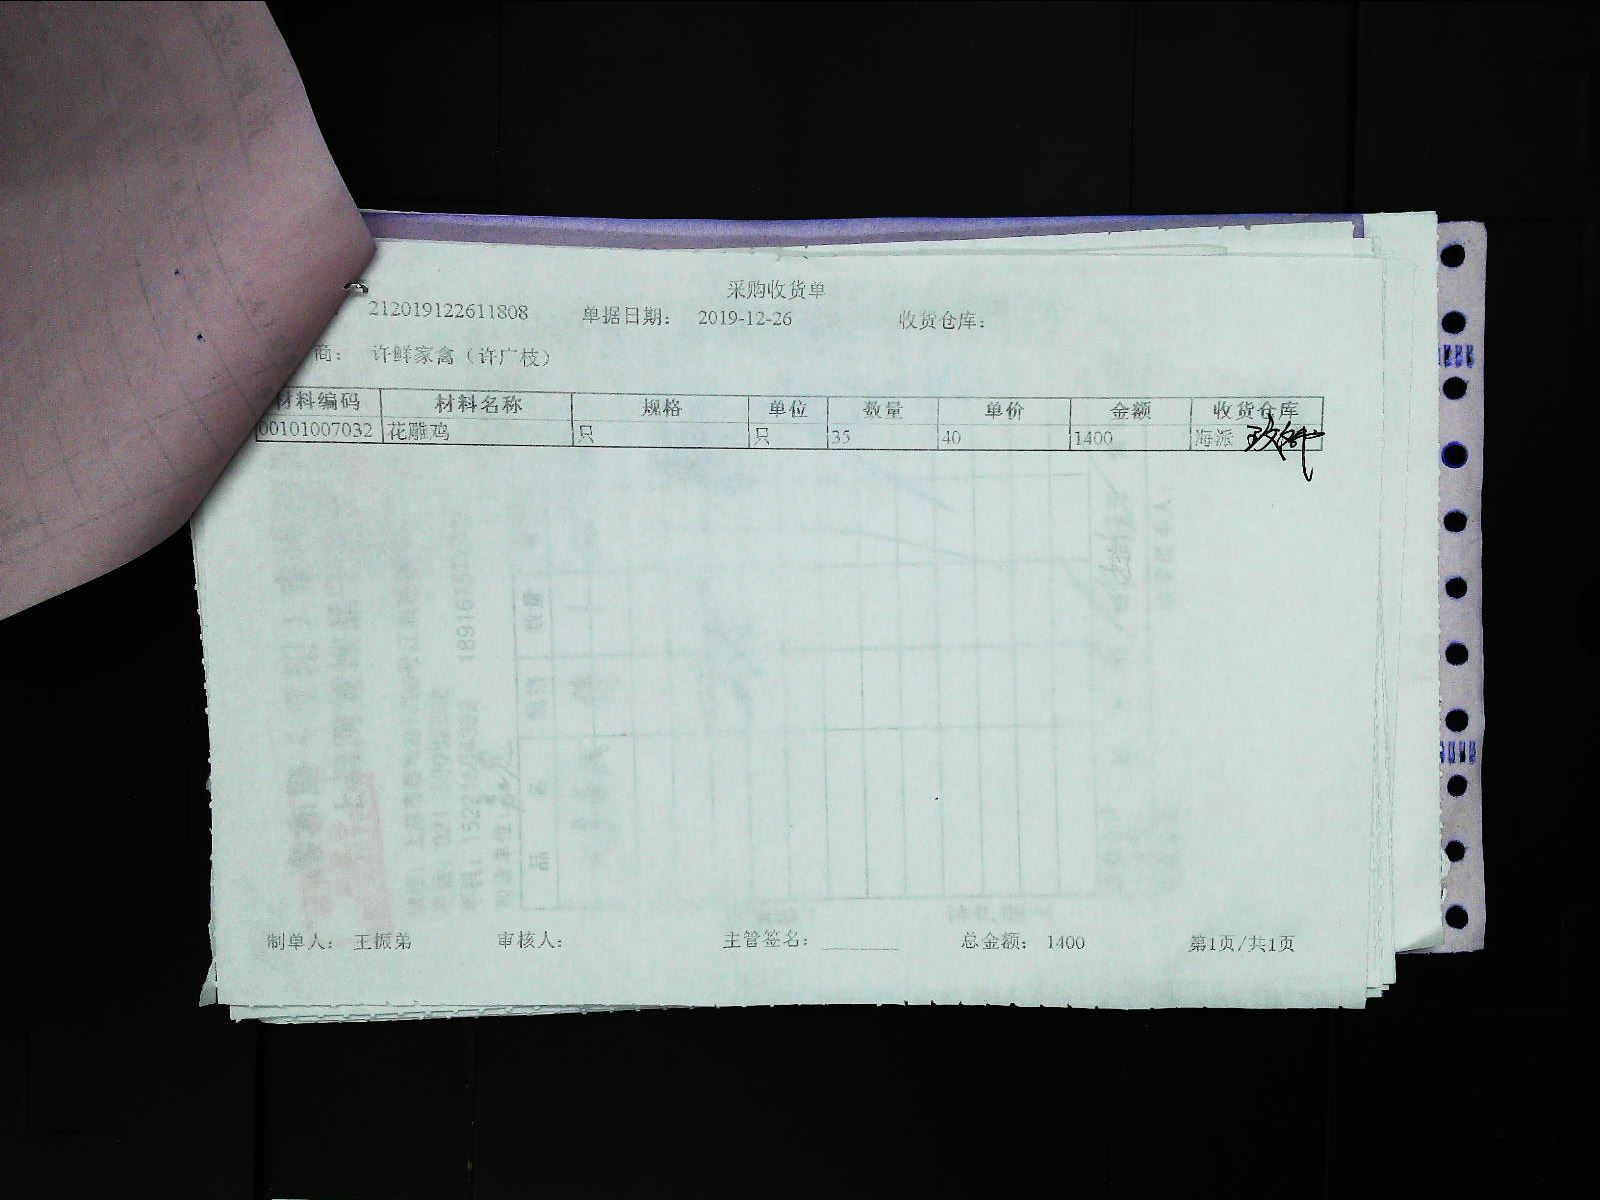 采购收货单
212019122611808 单据日期： 2019-12-26 收货仓库：
商： 许鲜家禽（许广枝）
材料编码 材料名称 规格 单位 数量 单价 金额 收货仓库
00101007032 花雕鸡 只 只 35 40 1400 海派
制单人： 王振弟 审核人： 主管签名： 总金额： 1400 第1页/共1页